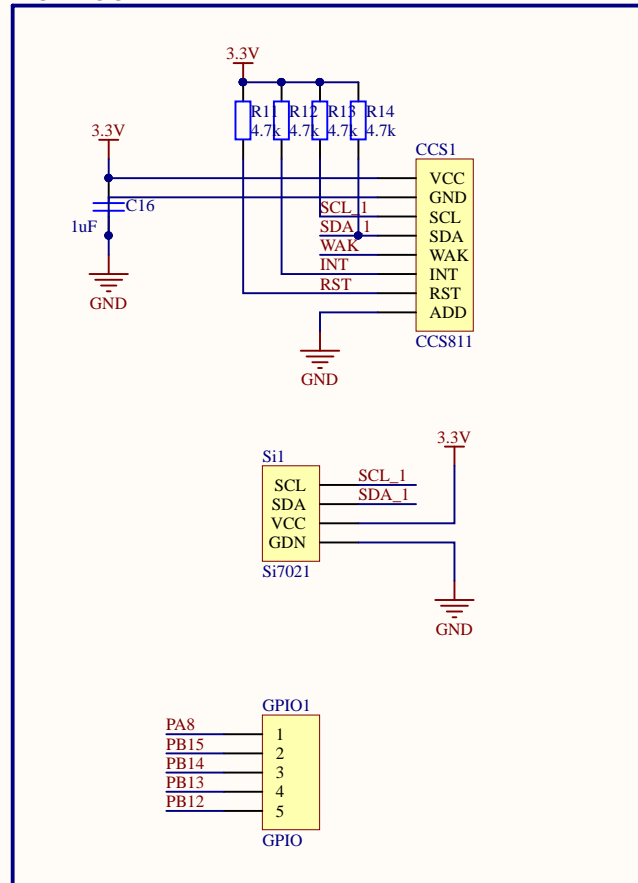 3.3V
R11 R12 R13 R14
4.7k 4.7k 4.7k 4.7k
3.3V
CCS1
VCC
GND
C16
SCL_1 SCL
1uF
SDA_1 SDA
WAK WAK
INT INT
RST RST
GND
ADD
CCS811
GND
3.3V
Si1
SCL SCL_1
SDA SDA_1
VCC
GDN
Si7021
GND
GPIO1
PA8 1
PB15 2
PB14 3
PB13 4
PB12 5
GPIO